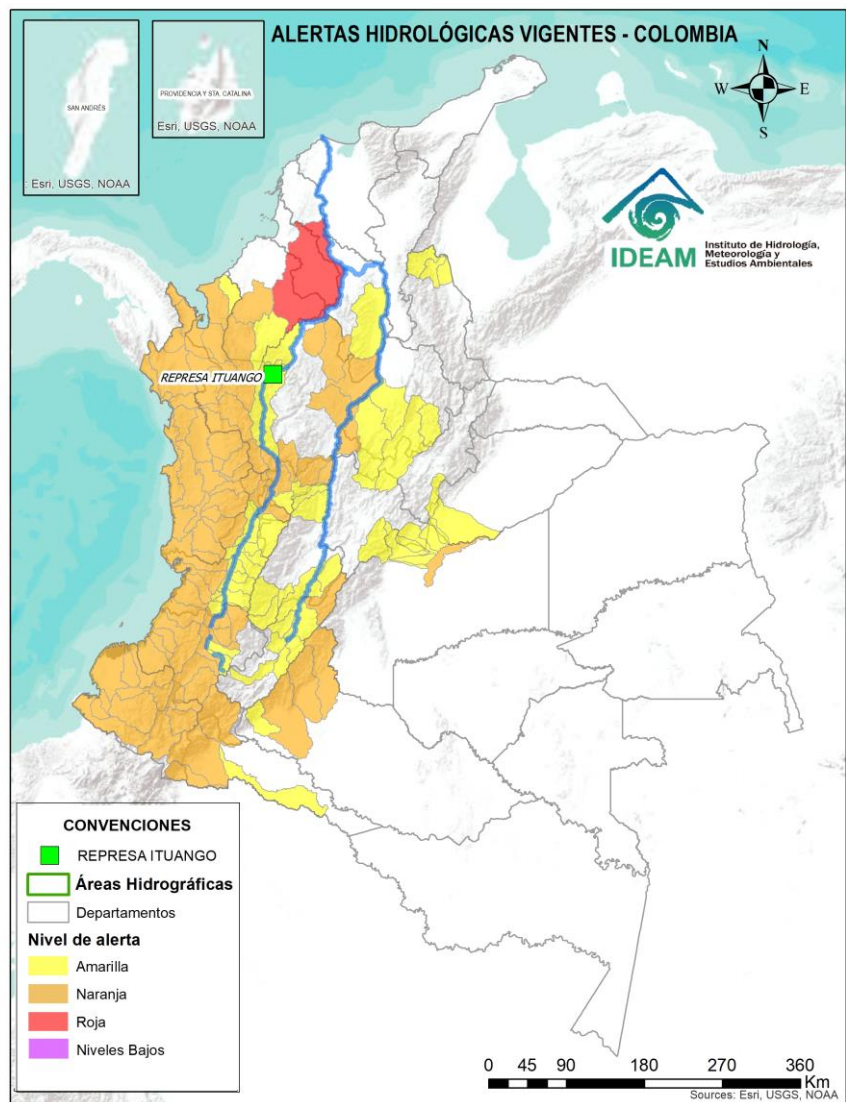 ALERTAS HIDROLÓGICAS VIGENTES - COLOMBIA
SAN ANDRÉS
: Esri, USGS, NOAA
PROVIDENCIA Y STA. CATALINA
Esri, USGS, NOAA
N
W E
S
IDEAM
Instituto de Hidrología,
Meteorología y
Estudios Ambientales
REPRESA ITUANGO
CONVENCIONES
REPRESA ITUANGO
Áreas Hidrográficas
Departamentos
Nivel de alerta
Amarilla
Naranja
Roja
Niveles Bajos
0 45 90 180 270 360
Km
Sources: Esri, USGS, NOAA